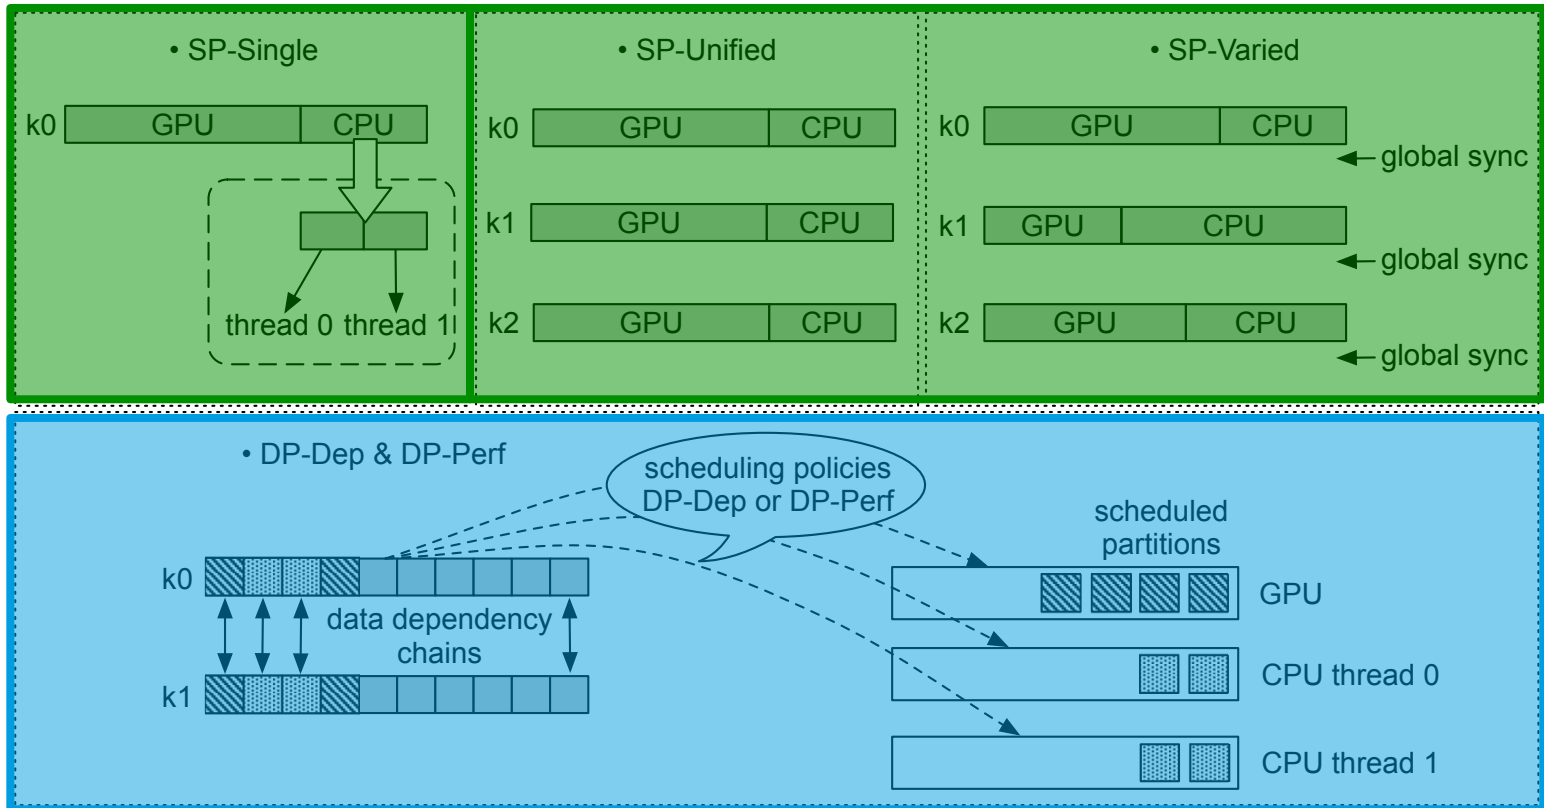 • SP-Single
k0 GPU CPU
thread 0 thread 1
• SP-Unified
k0 GPU CPU
k1 GPU CPU
k2 GPU CPU
• SP-Varied
k0 GPU CPU
global sync
k1 GPU CPU
global sync
k2 GPU CPU
global sync
• DP-Dep & DP-Perf
scheduling policies
DP-Dep or DP-Perf
k0
data dependency
chains
k1
scheduled
partitions
GPU
CPU thread 0
CPU thread 1